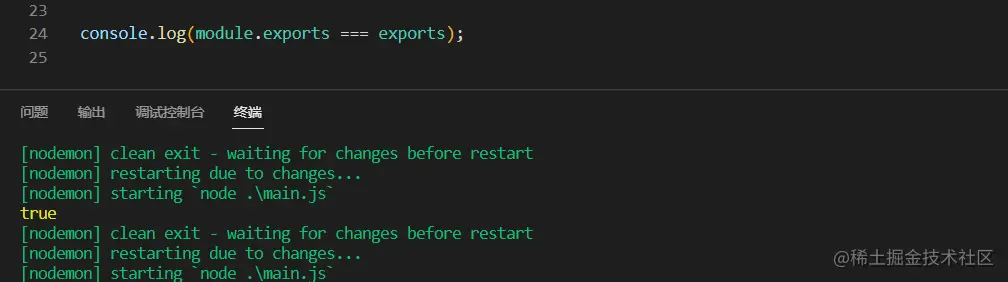 23
24 console.log(module.exports === exports);
25
问题 输出 调试控制台 终端
[nodemon] clean exit - waiting for changes before restart
[nodemon] restarting due to changes...
[nodemon] starting `node .\main.js`
true
[nodemon] clean exit - waiting for changes before restart
[nodemon] restarting due to changes...
[nodemon] starting `node .\main.js`
@稀土掘金技术社区